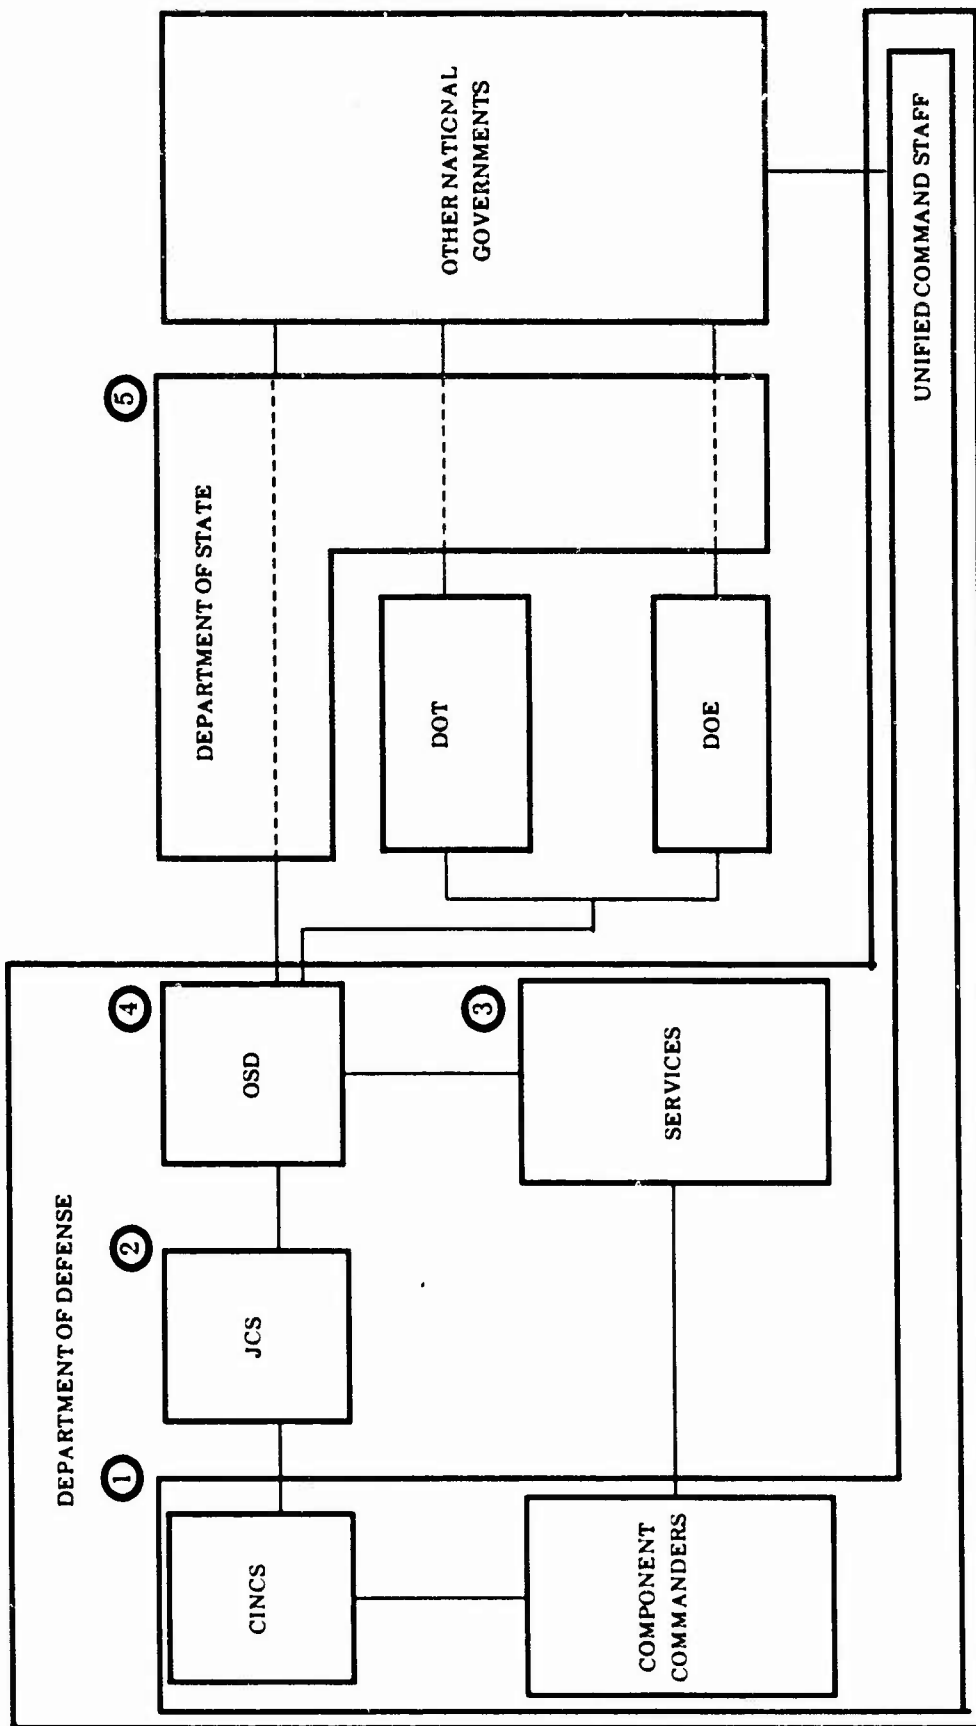 DEPARTMENT OF DEFENSE
1
CINCS
2
JCS
4
OSD
COMPONENT
COMMANDERS
3
SERVICES
5
DEPARTMENT OF STATE
DOT
DOE
OTHER NATIONAL
GOVERNMENTS
UNIFIED COMMAND STAFF